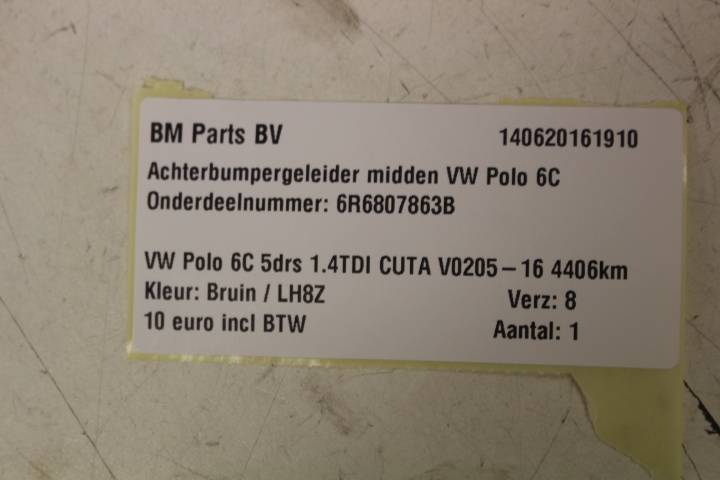 BM Parts BV 140620161910
Achterbumpergeleider midden VW Polo 6C
Onderdeelnummer: 6R6807863B
VW Polo 6C 5drs 1.4TDI CUTA V0205-16 4406km
Kleur: Bruin / LH8Z Verz: 8
10 euro incl BTW Aantal: 1